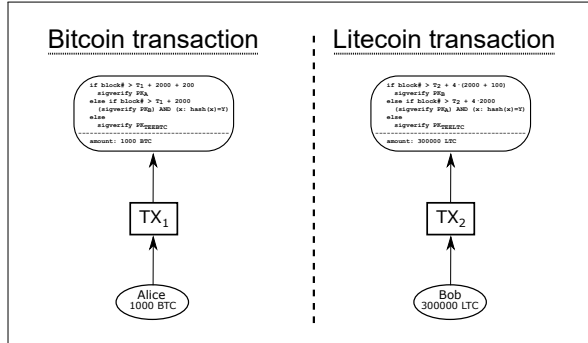 Bitcoin transaction
if block# > T1 + 2000 + 200
sigverify PKA
else if block# > T1 + 2000
(sigverify PKB) AND (x: hash(x)=Y)
else
sigverify PKTEEBTC
amount: 1000 BTC
TX1
Alice
1000 BTC
Litecoin transaction
if block# > T2 + 4·(2000 + 100)
sigverify PKB
else if block# > T2 + 4·2000
(sigverify PKA) AND (x: hash(x)=Y)
else
sigverify PKTEELTC
amount: 300000 LTC
TX2
Bob
300000 LTC